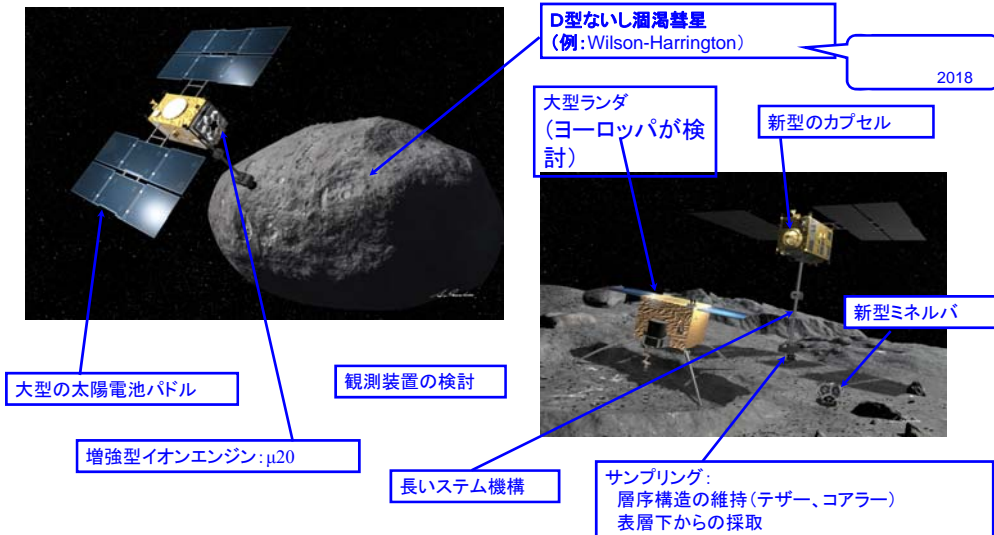 D型ないし涸渇彗星
（例：Wilson-Harrington）
2018
大型ランダ
（ヨーロッパが検
討）
新型のカプセル
新型ミネルバ
大型の太陽電池パドル
観測装置の検討
増強型イオンエンジン：μ20
長いステム機構
サンプリング：
層序構造の維持（テザー、コアラー）
表層下からの採取